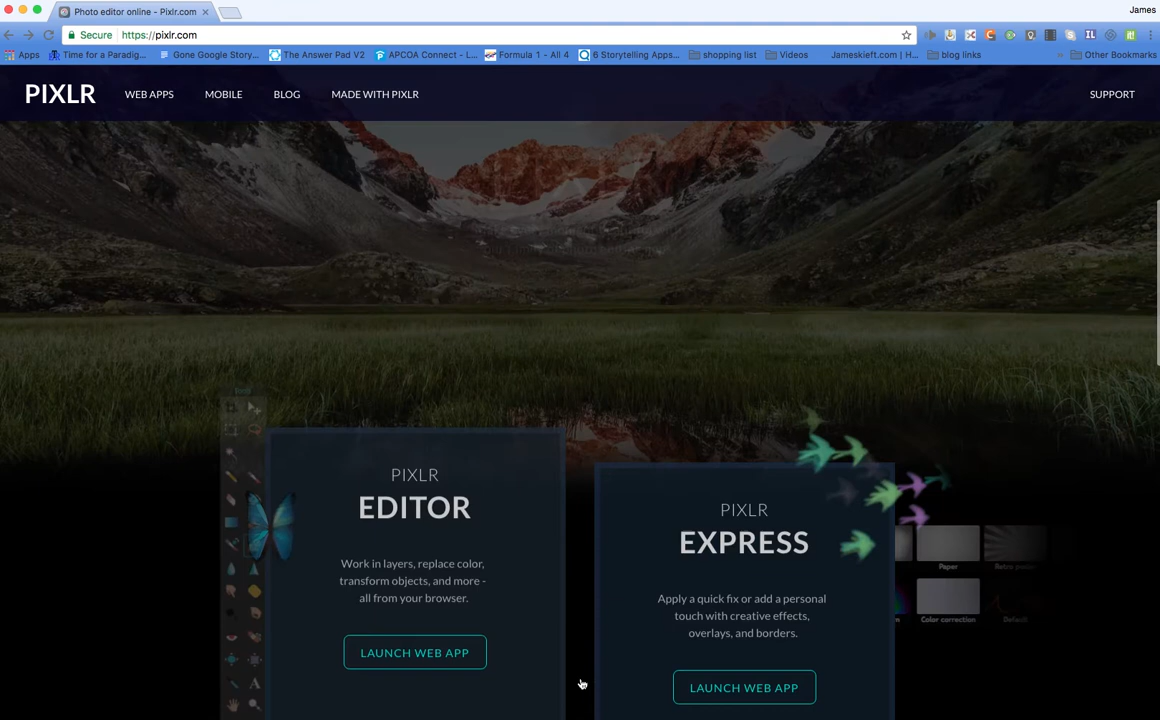 Photo editor online - Pixlr.com
James
Secure https://pixlr.com
Apps Time for a Paradig... Gone Google Story... The Answer Pad V2 APCOA Connect - L... Formula 1 - All 4 6 Storytelling Apps... shopping list Videos Jameskieft.com | H... blog links » Other Bookmarks
PIXLR WEB APPS MOBILE BLOG MADE WITH PIXLR SUPPORT
PIXLR
EDITOR
Work in layers, replace color,
transform objects, and more -
all from your browser.
LAUNCH WEB APP
PIXLR
EXPRESS
Apply a quick fix or add a personal
touch with creative effects,
overlays, and borders.
LAUNCH WEB APP
Paper
Color correction Default